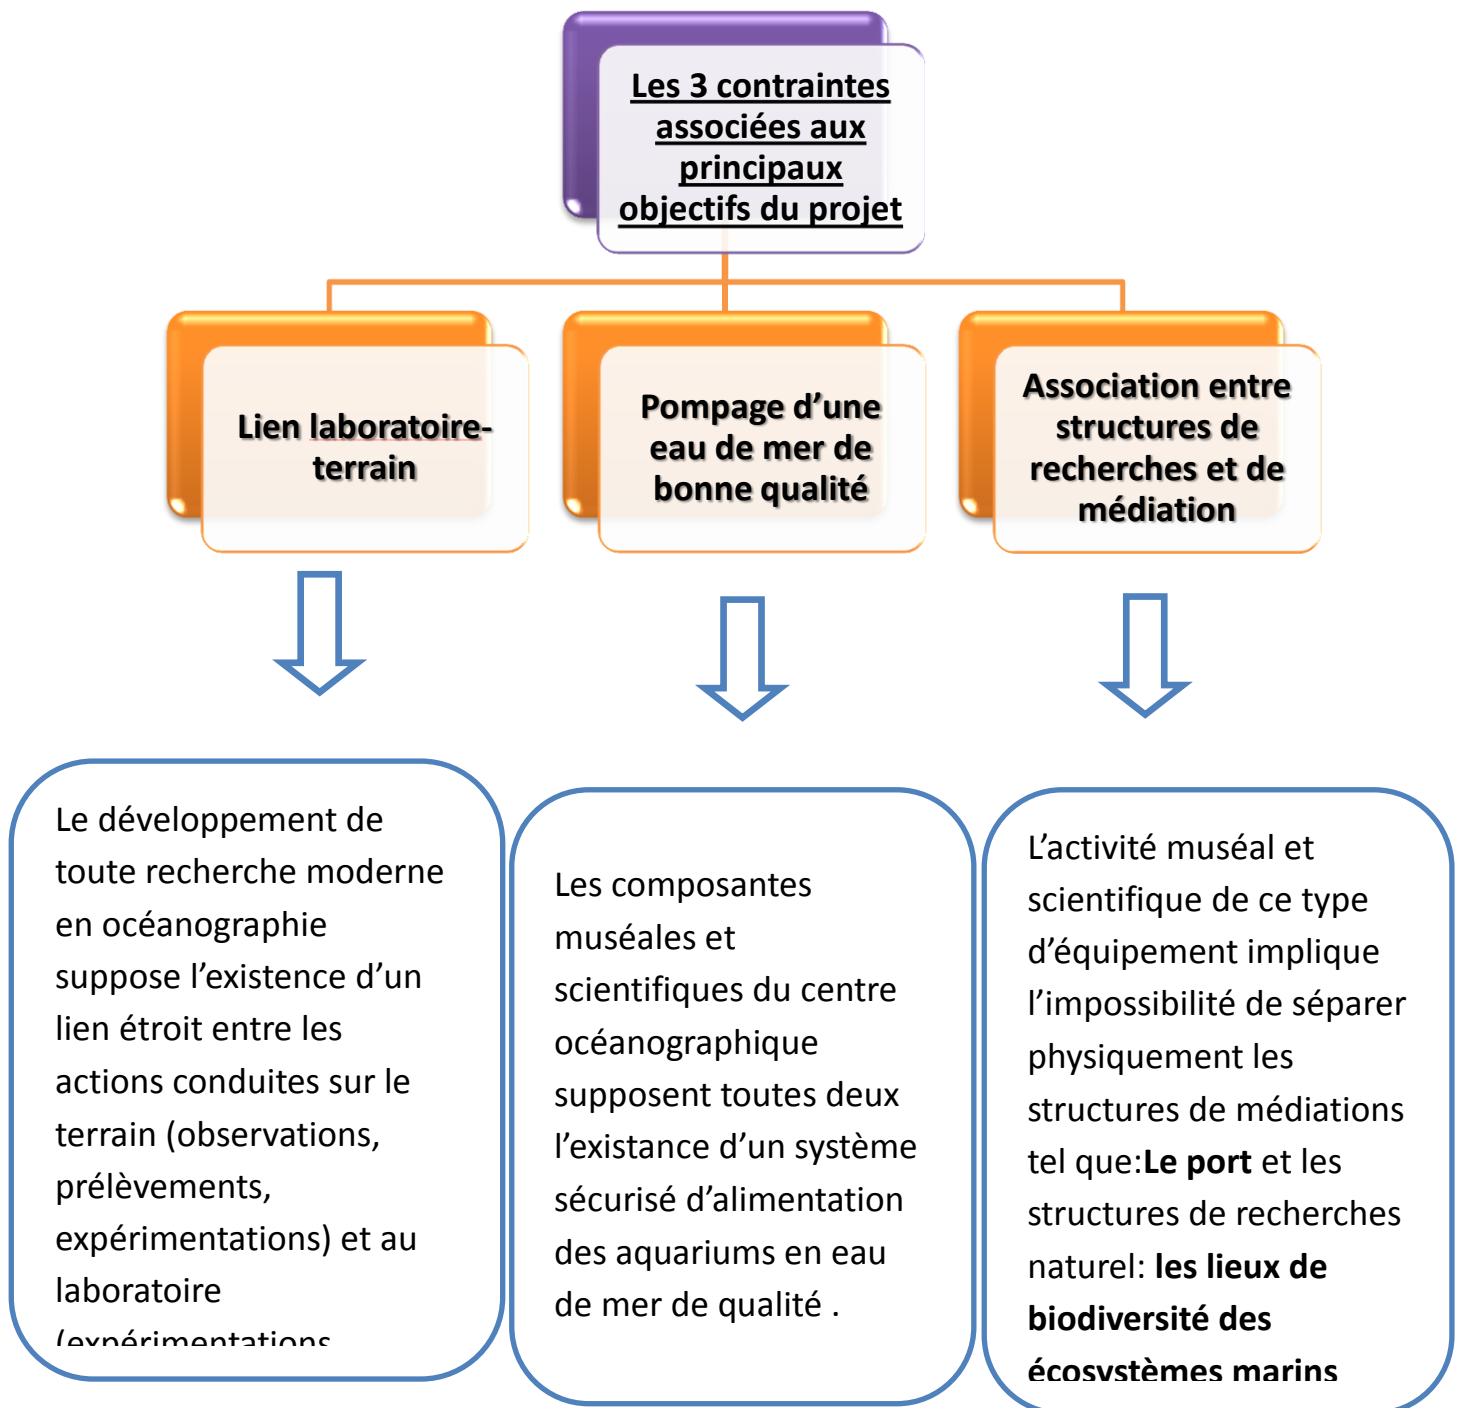 Les 3 contraintes
associées aux
principaux
objectifs du projet
Lien laboratoire-
terrain
Pompage d’une
eau de mer de
bonne qualité
Association entre
structures de
recherches et de
médiation
Le développement de
toute recherche moderne
en océanographie
suppose l’existence d’un
lien étroit entre les
actions conduites sur le
terrain (observations,
prélèvements,
expérimentations) et au
laboratoire
(expérimentations
Les composantes
muséales et
scientifiques du centre
océanographique
supposent toutes deux
l’existance d’un système
sécurisé d’alimentation
des aquariums en eau
de mer de qualité .
L’activité muséal et
scientifique de ce type
d’équipement implique
l’impossibilité de séparer
physiquement les
structures de médiations
tel que:Le port et les
structures de recherches
naturel: les lieux de
biodiversité des
écosystèmes marins